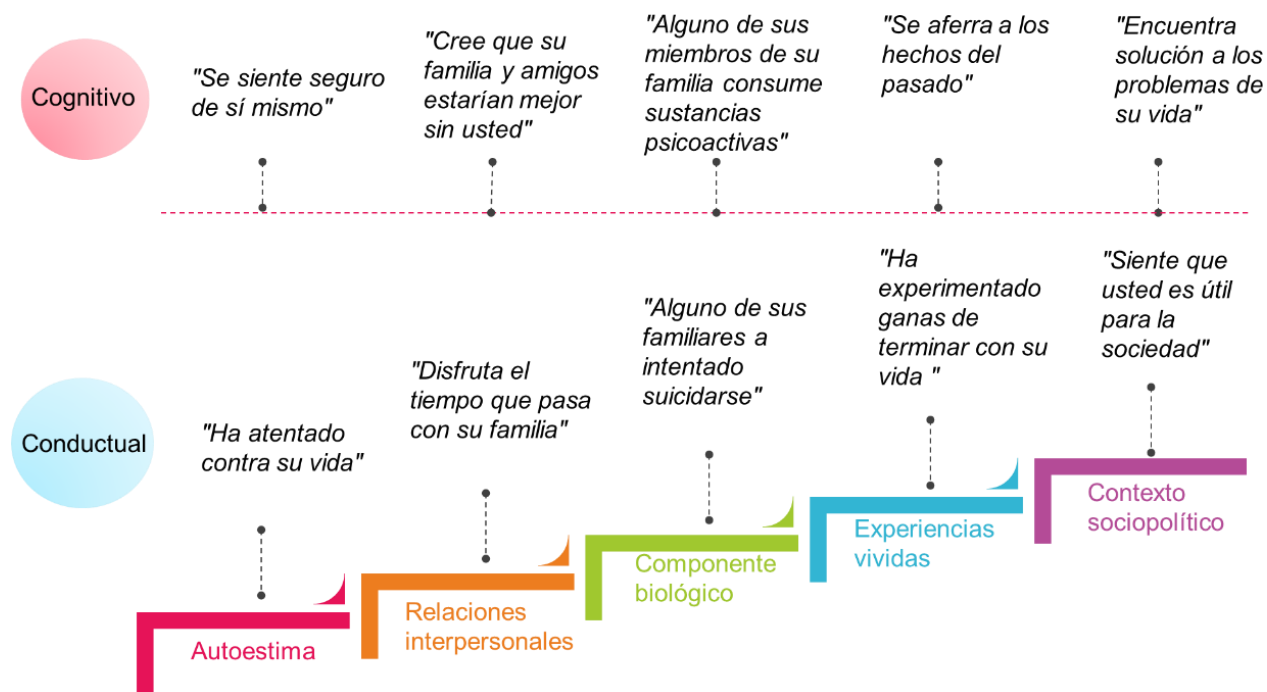 Cognitivo
"Se siente seguro
de sí mismo"
"Cree que su
familia y amigos
estarían mejor
sin usted"
"Alguno de sus
miembros de su
familia consume
sustancias
psicoactivas"
"Se aferra a los
hechos del
pasado"
"Encuentra
solución a los
problemas de
su vida"
Conductual
"Ha atentado
contra su vida"
"Disfruta el
tiempo que pasa
con su familia"
"Alguno de sus
familiares a
intentado
suicidarse"
"Ha
experimentado
ganas de
terminar con su
vida "
"Siente que
usted es útil
para la
sociedad"
Autoestima
Relaciones
interpersonales
Componente
biológico
Experiencias
vividas
Contexto
sociopolítico